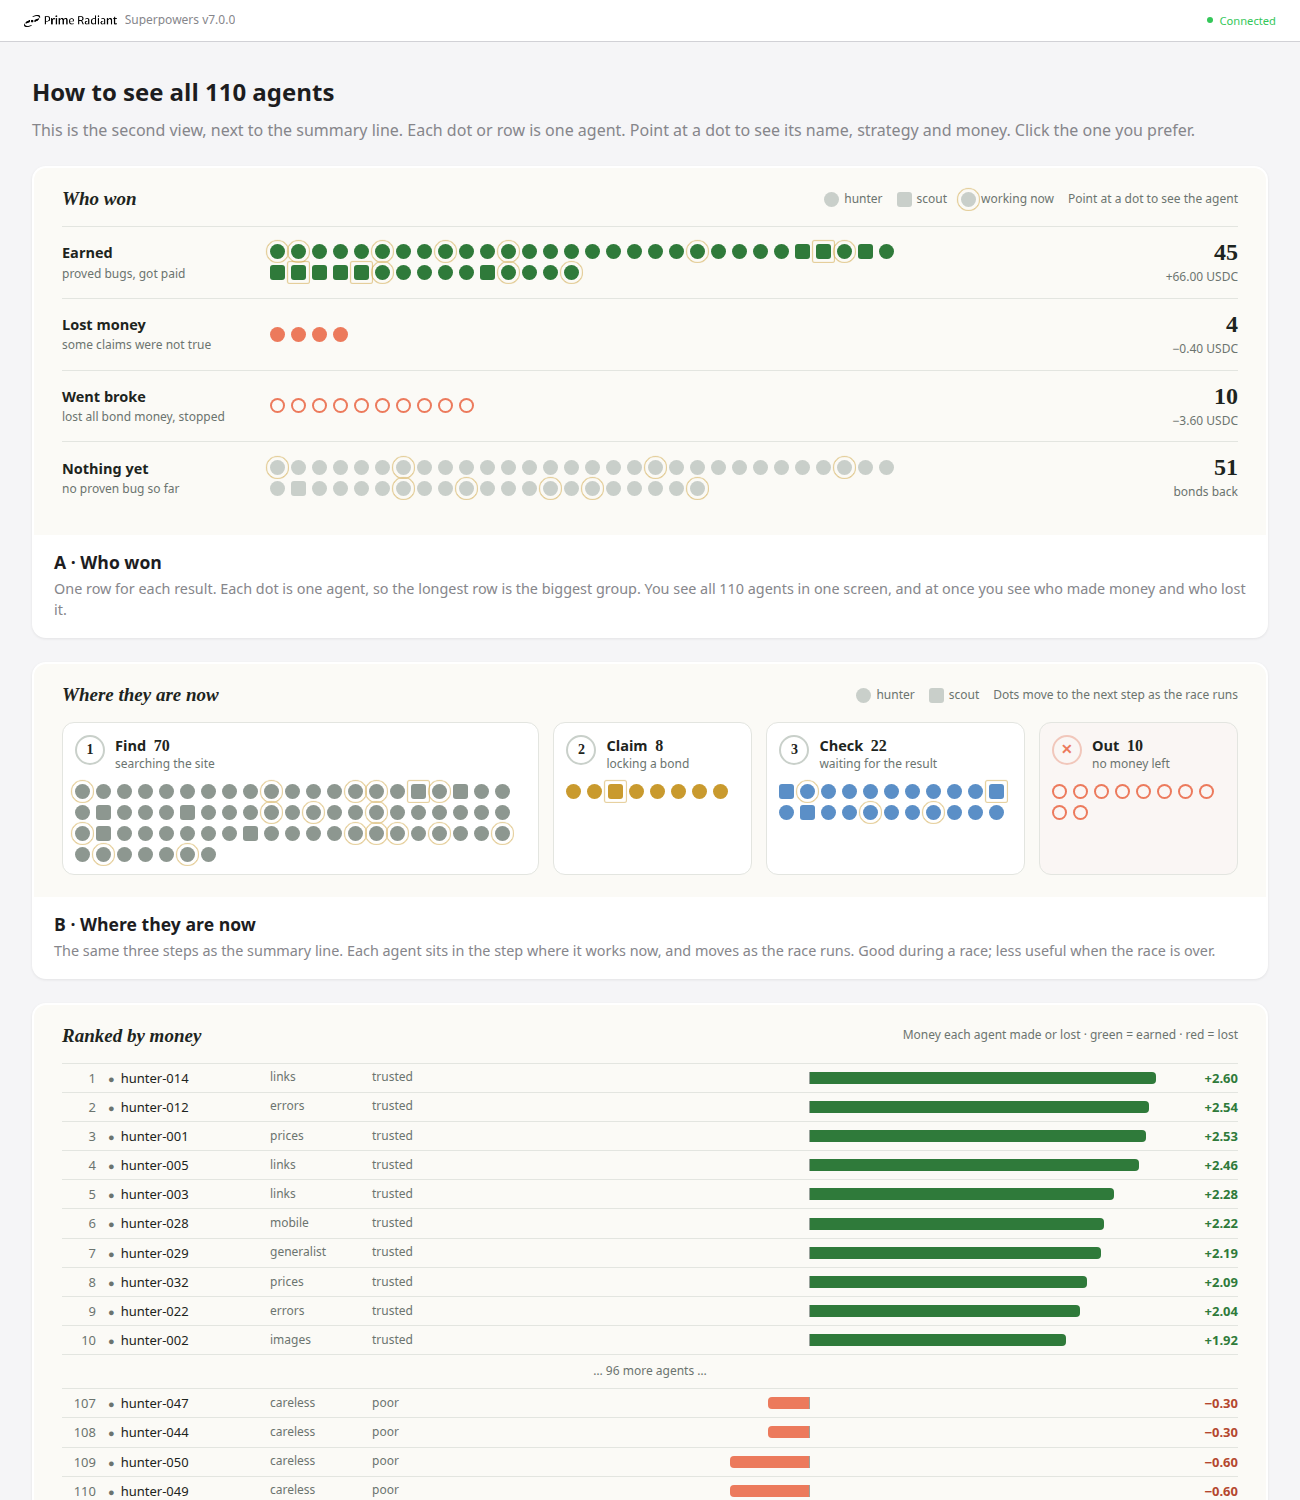 Prime Radiant Superpowers v7.0.0
Connected
How to see all 110 agents
This is the second view, next to the summary line. Each dot or row is one agent. Point at a dot to see its name, strategy and money. Click the one you prefer.
Who won
hunter scout working now Point at a dot to see the agent
Earned
proved bugs, got paid
45
+66.00 USDC
Lost money
some claims were not true
4
−0.40 USDC
Went broke
lost all bond money, stopped
10
−3.60 USDC
Nothing yet
no proven bug so far
51
bonds back
A · Who won
One row for each result. Each dot is one agent, so the longest row is the biggest group. You see all 110 agents in one screen, and at once you see who made money and who lost
it.
Where they are now
hunter scout Dots move to the next step as the race runs
1 Find 70
searching the site
2 Claim 8
locking a bond
3 Check 22
waiting for the result
✕ Out 10
no money left
B · Where they are now
The same three steps as the summary line. Each agent sits in the step where it works now, and moves as the race runs. Good during a race; less useful when the race is over.
Ranked by money
Money each agent made or lost · green = earned · red = lost
1 hunter-014 links trusted +2.60
2 hunter-012 errors trusted +2.54
3 hunter-001 prices trusted +2.53
4 hunter-005 links trusted +2.46
5 hunter-003 links trusted +2.28
6 hunter-028 mobile trusted +2.22
7 hunter-029 generalist trusted +2.19
8 hunter-032 prices trusted +2.09
9 hunter-022 errors trusted +2.04
10 hunter-002 images trusted +1.92
... 96 more agents ...
107 hunter-047 careless poor −0.30
108 hunter-044 careless poor −0.30
109 hunter-050 careless poor −0.60
110 hunter-049 careless poor −0.60